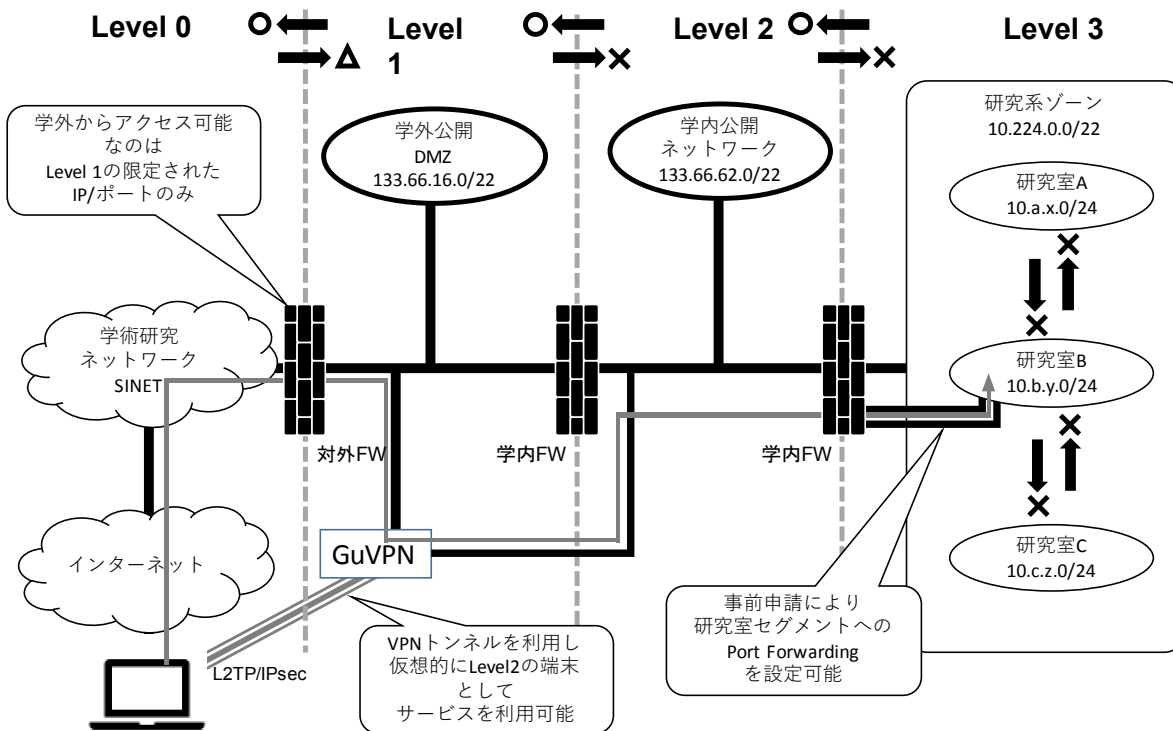 Level 0
Level
1
Level 2
Level 3
学外からアクセス可能
なのは
Level 1の限定された
IP/ポートのみ
学外公開
DMZ
133.66.16.0/22
学内公開
ネットワーク
133.66.62.0/22
研究系ゾーン
10.224.0.0/22
研究室A
10.a.x.0/24
学術研究
ネットワーク
SINET
研究室B
10.b.y.0/24
対外FW
学内FW
学内FW
インターネット
GuVPN
研究室C
10.c.z.0/24
L2TP/IPsec
VPNトンネルを利用し
仮想的にLevel2の端末
として
サービスを利用可能
事前申請により
研究室セグメントへの
Port Forwarding
を設定可能